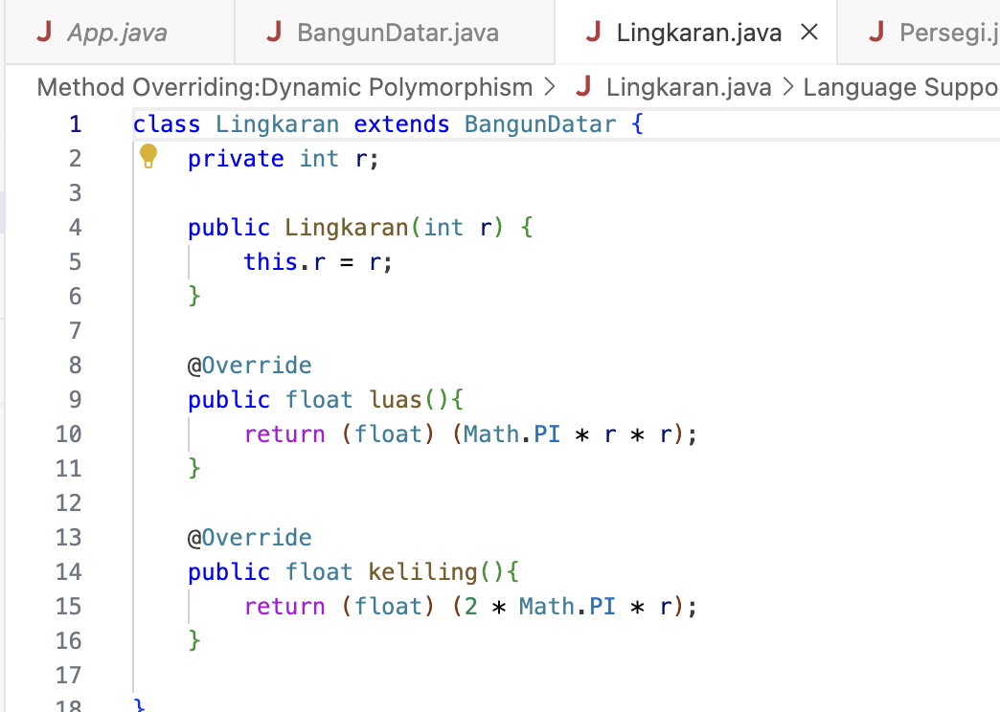 App.java BangunDatar.java Lingkaran.java Persegi.j
Method Overriding:Dynamic Polymorphism > Lingkaran.java > Language Suppo
1 class Lingkaran extends BangunDatar {
2     private int r;
3
4     public Lingkaran(int r) {
5         this.r = r;
6     }
7
8     @Override
9     public float luas(){
10         return (float) (Math.PI * r * r);
11     }
12
13     @Override
14     public float keliling(){
15         return (float) (2 * Math.PI * r);
16     }
17
18 }